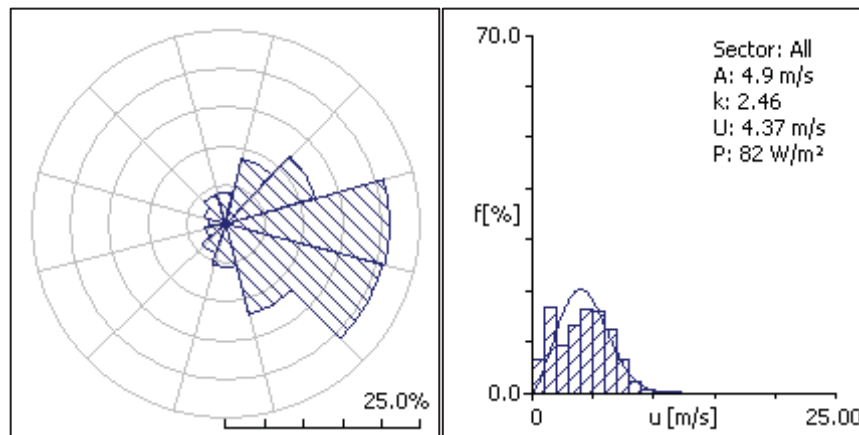 25.0%
70.0
Sector: All
A: 4.9 m/s
k: 2.46
U: 4.37 m/s
P: 82 W/m²
f[%]
0.0
0
u [m/s]
25.00